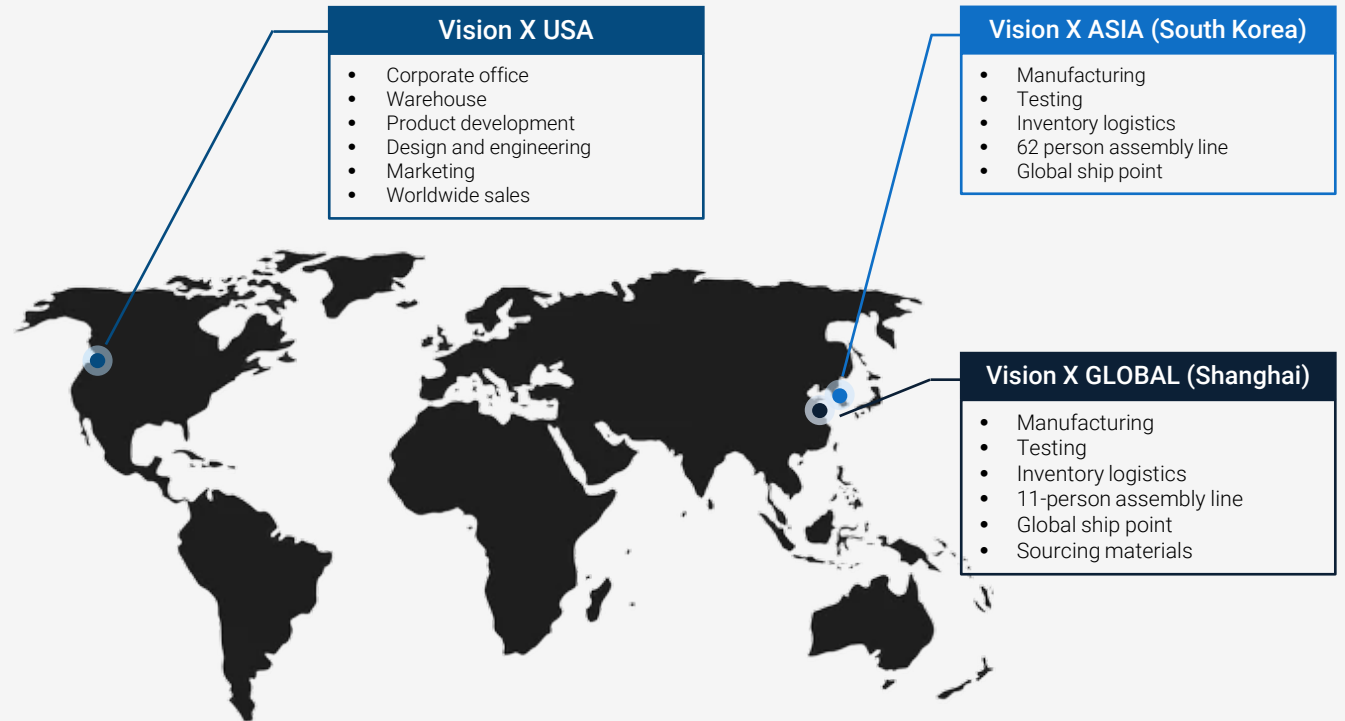 Vision X USA
• Corporate office
• Warehouse
• Product development
• Design and engineering
• Marketing
• Worldwide sales
Vision X ASIA (South Korea)
• Manufacturing
• Testing
• Inventory logistics
• 62 person assembly line
• Global ship point
Vision X GLOBAL (Shanghai)
• Manufacturing
• Testing
• Inventory logistics
• 11-person assembly line
• Global ship point
• Sourcing materials